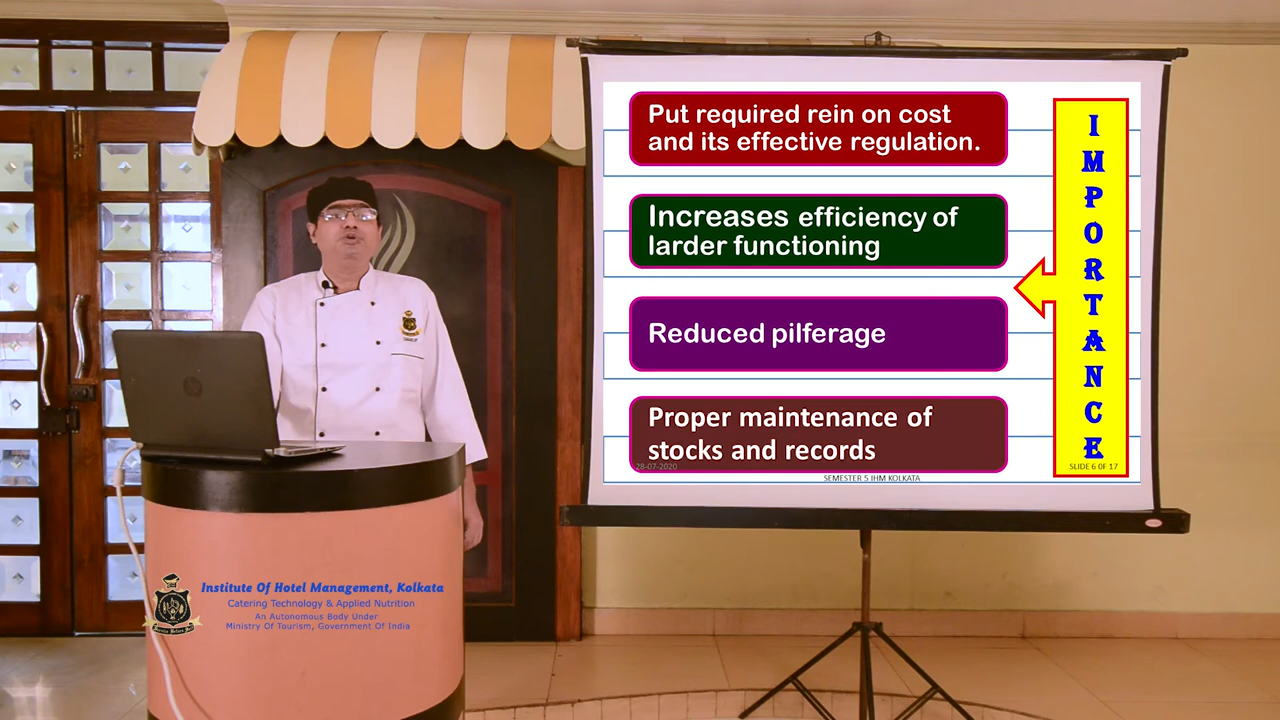 Put required rein on cost
and its effective regulation.
Increases efficiency of
larder functioning
Reduced pilferage
Proper maintenance of
stocks and records
28-07-2020
SEMESTER 5 IHM KOLKATA
SLIDE 6 OF 17
IMPORTANCE
Institute Of Hotel Management, Kolkata
Catering Technology & Applied Nutrition
An Autonomous Body Under
Ministry Of Tourism, Government Of India